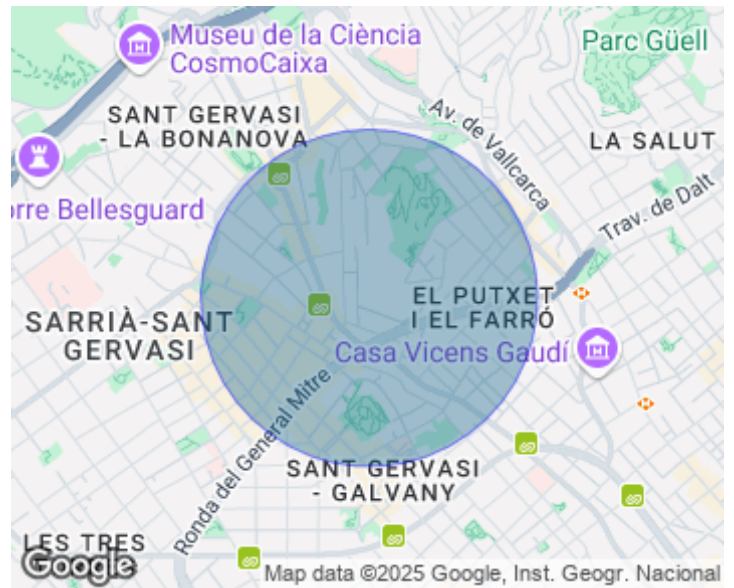 Museu de la Ciència
CosmoCaixa
Parc Güell
SANT GERVASI
- LA BONANOVA
Av. de Vallcarca
LA SALUT
orre Bellesguard
Trav. de Dalt
EL PUTXET
I EL FARRÓ
SARRIÀ-SANT
GERVASI
Casa Vicens Gaudí
Ronda del General Mitre
SANT GERVASI
- GALVANY
LES TRES
Google
Map data ©2025 Google, Inst. Geogr. Nacional